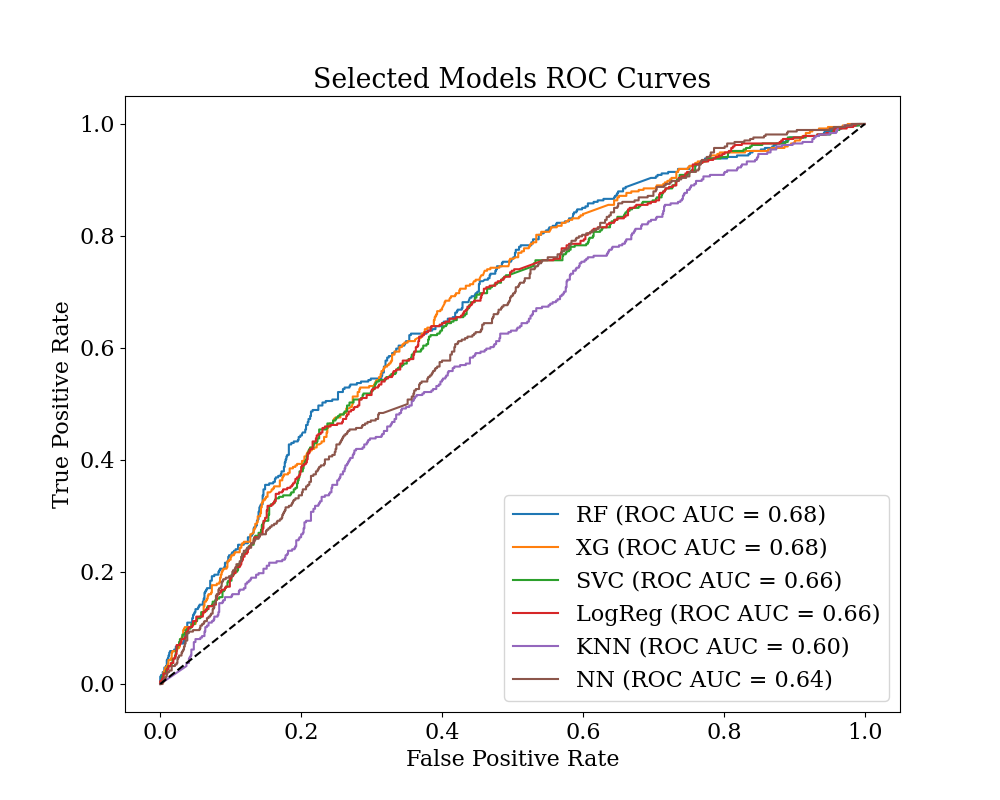 Selected Models ROC Curves
True Positive Rate
1.0
0.8
0.6
0.4
0.2
0.0
RF (ROC AUC = 0.68)
XG (ROC AUC = 0.68)
SVC (ROC AUC = 0.66)
LogReg (ROC AUC = 0.66)
KNN (ROC AUC = 0.60)
NN (ROC AUC = 0.64)
0.0 0.2 0.4 0.6 0.8 1.0
False Positive Rate